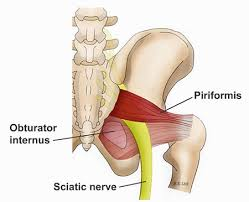 Piriformis
Obturator
internus
Sciatic nerve